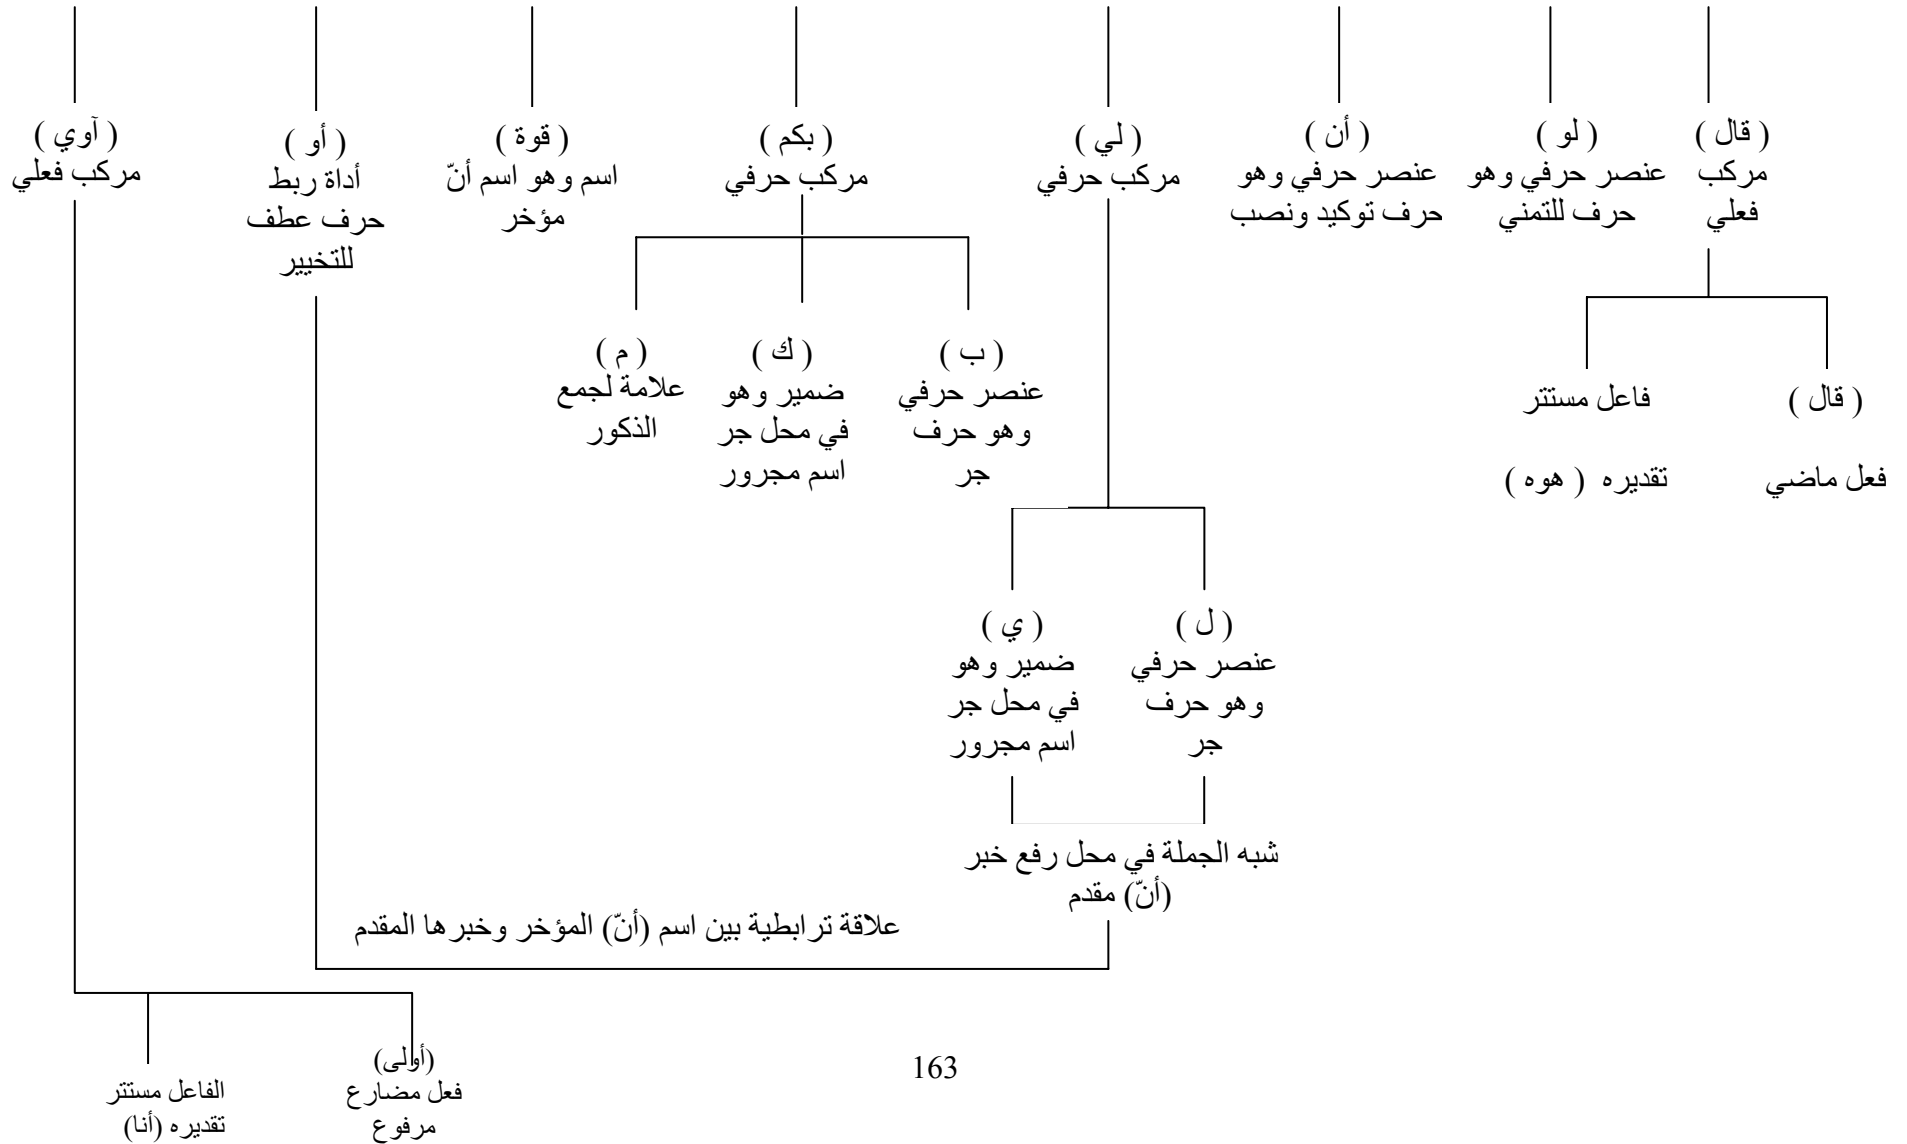 ( قال )
مركب
فعلي
( لو )
عنصر حرفي وهو
حرف للتمني
( أن )
عنصر حرفي وهو
حرف توكيد ونصب
( لي )
مركب حرفي
( بكم )
مركب حرفي
( قوة )
اسم وهو اسم أنّ
مؤخر
( أو )
أداة ربط
حرف عطف
للتخيير
( آوي )
مركب فعلي
( قال )
فعل ماضي
فاعل مستتر
تقديره ( هوه )
( ب )
عنصر حرفي
وهو حرف
جر
( ك )
ضمير وهو
في محل جر
اسم مجرور
( م )
علامة لجمع
الذكور
( ل )
عنصر حرفي
وهو حرف
جر
( ي )
ضمير وهو
في محل جر
اسم مجرور
شبه الجملة في محل رفع خبر
(أنّ) مقدم
علاقة ترابطية بين اسم (أنّ) المؤخر وخبرها المقدم
(أولى)
فعل مضارع
مرفوع
الفاعل مستتر
تقديره (أنا)
163